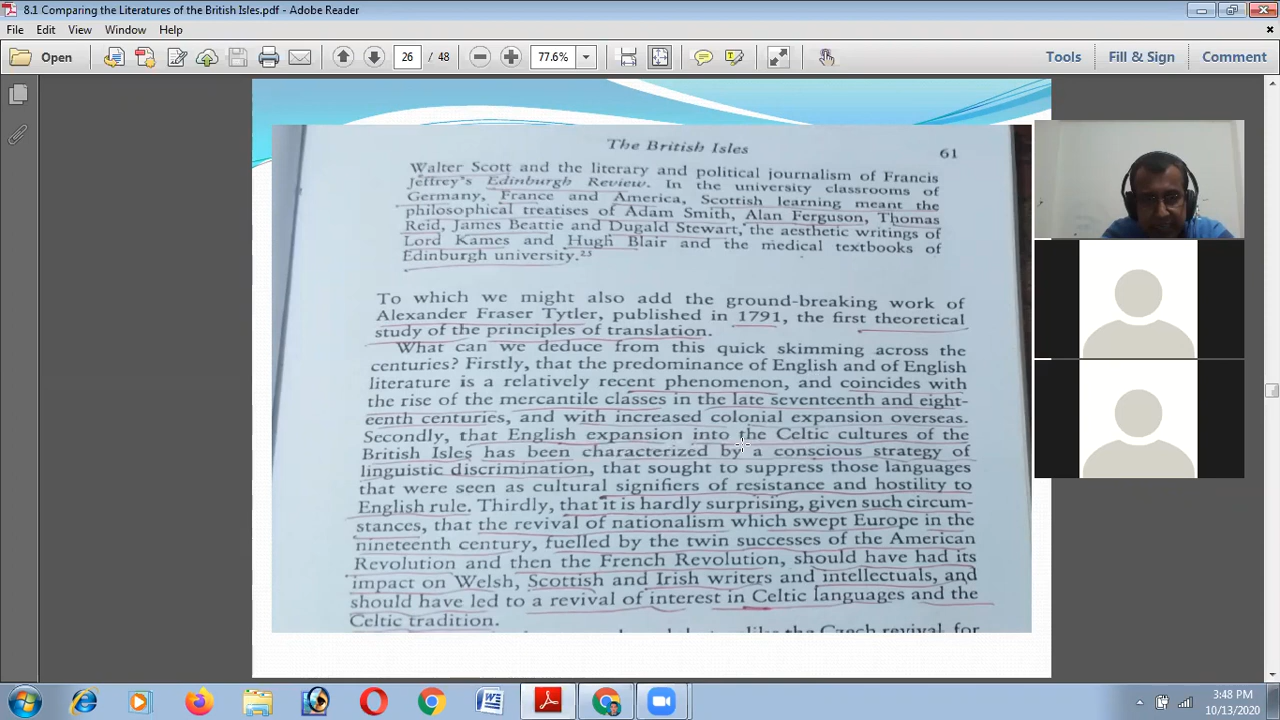 8.1 Comparing the Literatures of the British Isles.pdf - Adobe Reader
File Edit View Window Help
Open 26 / 48 77.6% Tools Fill & Sign Comment
The British Isles 61
Walter Scott and the literary and political journalism of Francis
Jeffrey's Edinburgh Review. In the university classrooms of
Germany, France and America, Scottish learning meant the
philosophical treatises of Adam Smith, Alan Ferguson, Thomas
Reid, James Beattie and Dugald Stewart, the aesthetic writings of
Lord Kames and Hugh Blair and the medical textbooks of
Edinburgh university.²⁵
To which we might also add the ground-breaking work of
Alexander Fraser Tytler, published in 1791, the first theoretical
study of the principles of translation.
What can we deduce from this quick skimming across the
centuries? Firstly, that the predominance of English and of English
literature is a relatively recent phenomenon, and coincides with
the rise of the mercantile classes in the late seventeenth and eight-
eenth centuries, and with increased colonial expansion overseas.
Secondly, that English expansion into the Celtic cultures of the
British Isles has been characterized by a conscious strategy of
linguistic discrimination, that sought to suppress those languages
that were seen as cultural signifiers of resistance and hostility to
English rule. Thirdly, that it is hardly surprising, given such circum-
stances, that the revival of nationalism which swept Europe in the
nineteenth century, fuelled by the twin successes of the American
Revolution and then the French Revolution, should have had its
impact on Welsh, Scottish and Irish writers and intellectuals, and
should have led to a revival of interest in Celtic languages and the
Celtic tradition.
like the Czech revival, for
3:48 PM
10/13/2020